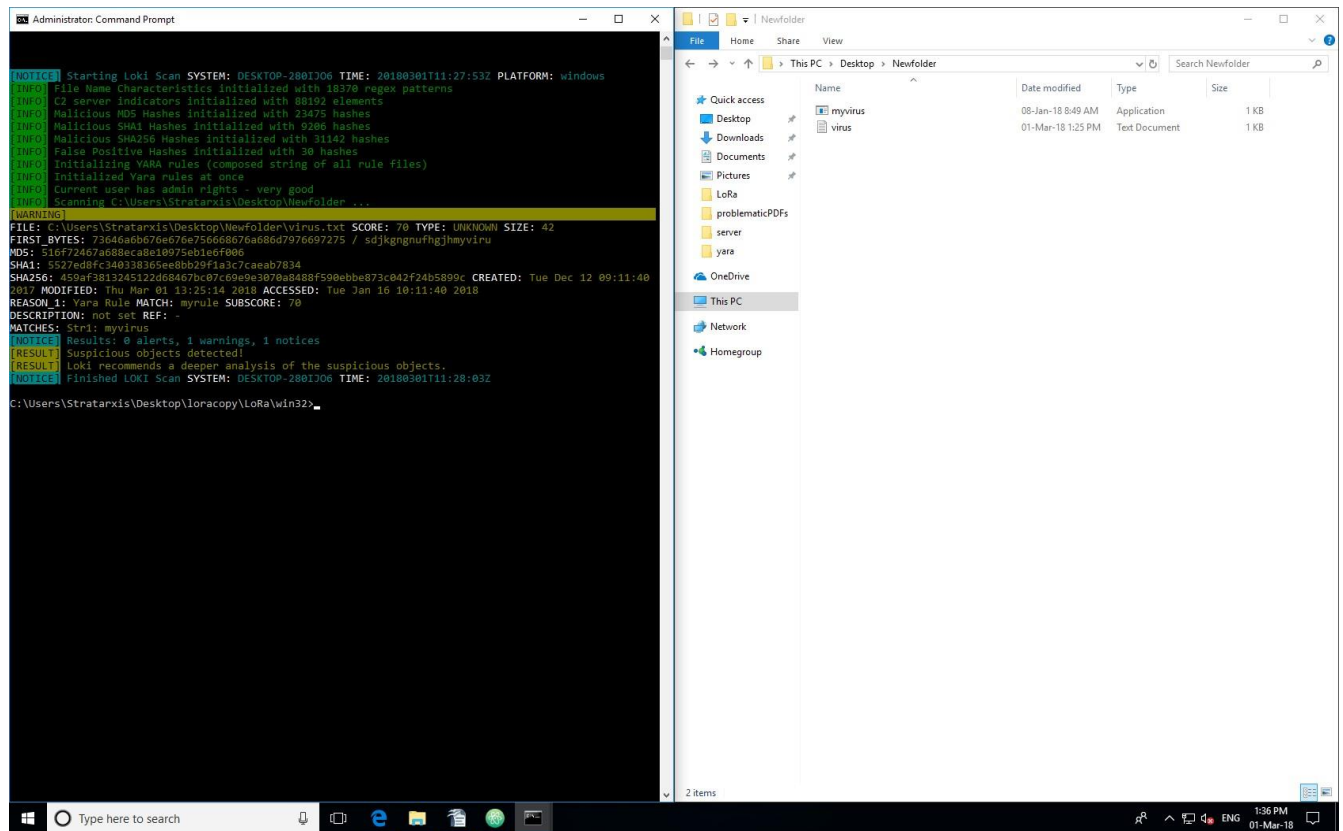 Administrator: Command Prompt
[NOTICE] Starting Loki Scan SYSTEM: DESKTOP-280IJO6 TIME: 20180301T11:27:53Z PLATFORM: windows
[INFO] File Name Characteristics initialized with 18370 regex patterns
[INFO] C2 server indicators initialized with 88192 elements
[INFO] Malicious MD5 Hashes initialized with 23475 hashes
[INFO] Malicious SHA1 Hashes initialized with 9206 hashes
[INFO] Malicious SHA256 Hashes initialized with 31142 hashes
[INFO] False Positive Hashes initialized with 30 hashes
[INFO] Initializing YARA rules (composed string of all rule files)
[INFO] Initialized Yara rules at once
[INFO] Current user has admin rights - very good
[INFO] Scanning C:\Users\Stratarxis\Desktop\Newfolder ...
[WARNING]
FILE: C:\Users\Stratarxis\Desktop\Newfolder\virus.txt SCORE: 70 TYPE: UNKNOWN SIZE: 42
FIRST_BYTES: 73646a6b676e676e756668676a686d7976697275 / sdjkgngnufhgjhmyviru
MD5: 516f72467a688eca8e10975eb1e6f006
SHA1: 5527ed8fc340338365ee8bb29f1a3c7caeab7834
SHA256: 459af3813245122d68467bc07c69e9e3070a8488f590ebbe873c042f24b5899c CREATED: Tue Dec 12 09:11:40
2017 MODIFIED: Thu Mar 01 13:25:14 2018 ACCESSED: Tue Jan 16 10:11:40 2018
REASON_1: Yara Rule MATCH: myrule SUBSCORE: 70
DESCRIPTION: not set REF: -
MATCHES: Str1: myvirus
[NOTICE] Results: 0 alerts, 1 warnings, 1 notices
[RESULT] Suspicious objects detected!
[RESULT] Loki recommends a deeper analysis of the suspicious objects.
[NOTICE] Finished LOKI Scan SYSTEM: DESKTOP-280IJO6 TIME: 20180301T11:28:03Z
C:\Users\Stratarxis\Desktop\loracopy\LoRa\win32>
Newfolder
File Home Share View
This PC > Desktop > Newfolder
Search Newfolder
Name Date modified Type Size
myvirus 08-Jan-18 8:49 AM Application 1 KB
virus 01-Mar-18 1:25 PM Text Document 1 KB
Quick access
Desktop
Downloads
Documents
Pictures
LoRa
problematicPDFs
server
yara
OneDrive
This PC
Network
Homegroup
2 items
Type here to search
ENG
1:36 PM
01-Mar-18